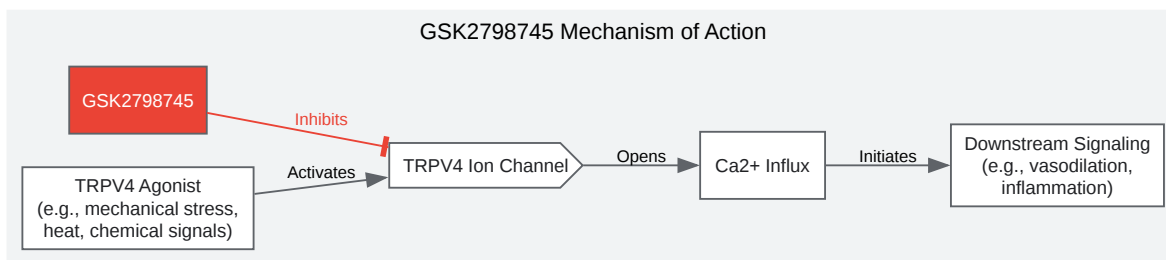 GSK2798745 Mechanism of Action
GSK2798745
Inhibits
TRPV4 Agonist
(e.g., mechanical stress,
heat, chemical signals)
Activates
TRPV4 Ion Channel
Opens
Ca2+ Influx
Initiates
Downstream Signaling
(e.g., vasodilation,
inflammation)